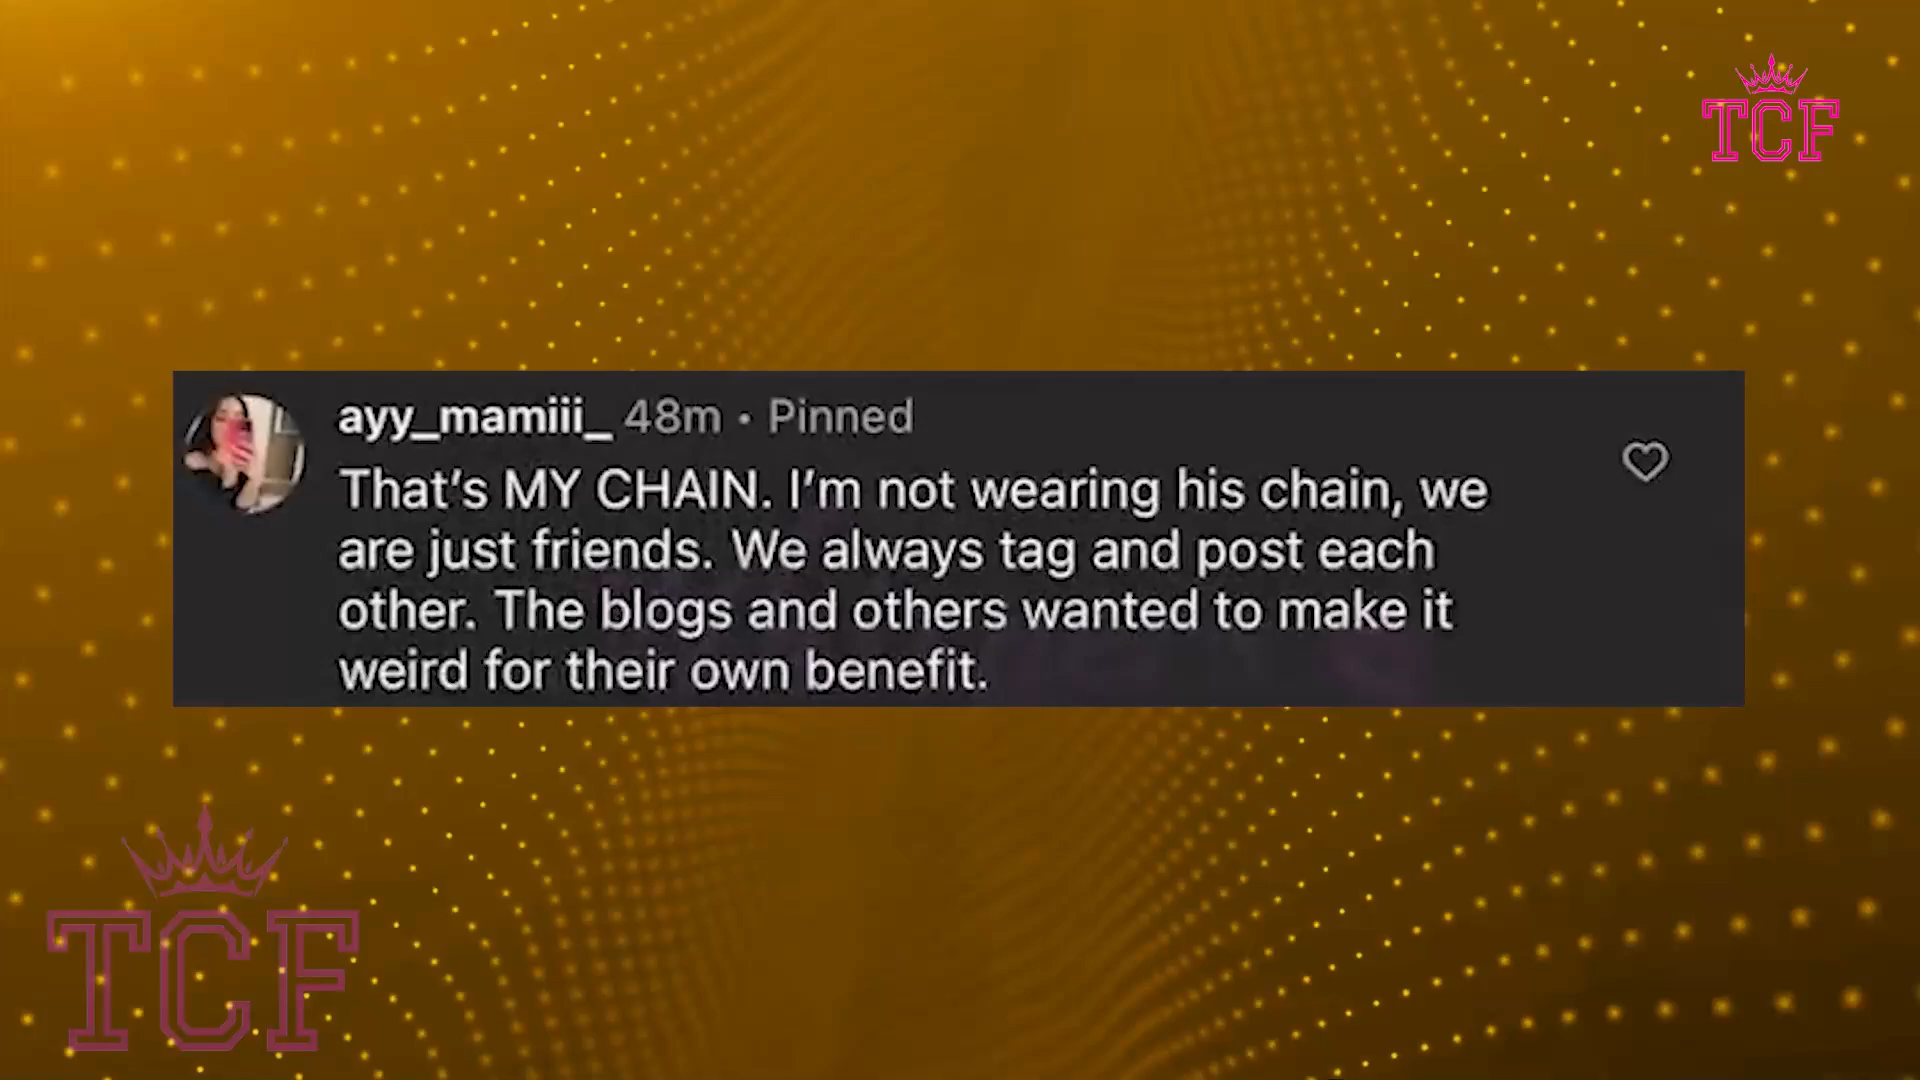 TCF
ayy_mamiii_ 48m • Pinned
That’s MY CHAIN. I’m not wearing his chain, we
are just friends. We always tag and post each
other. The blogs and others wanted to make it
weird for their own benefit.
TCF